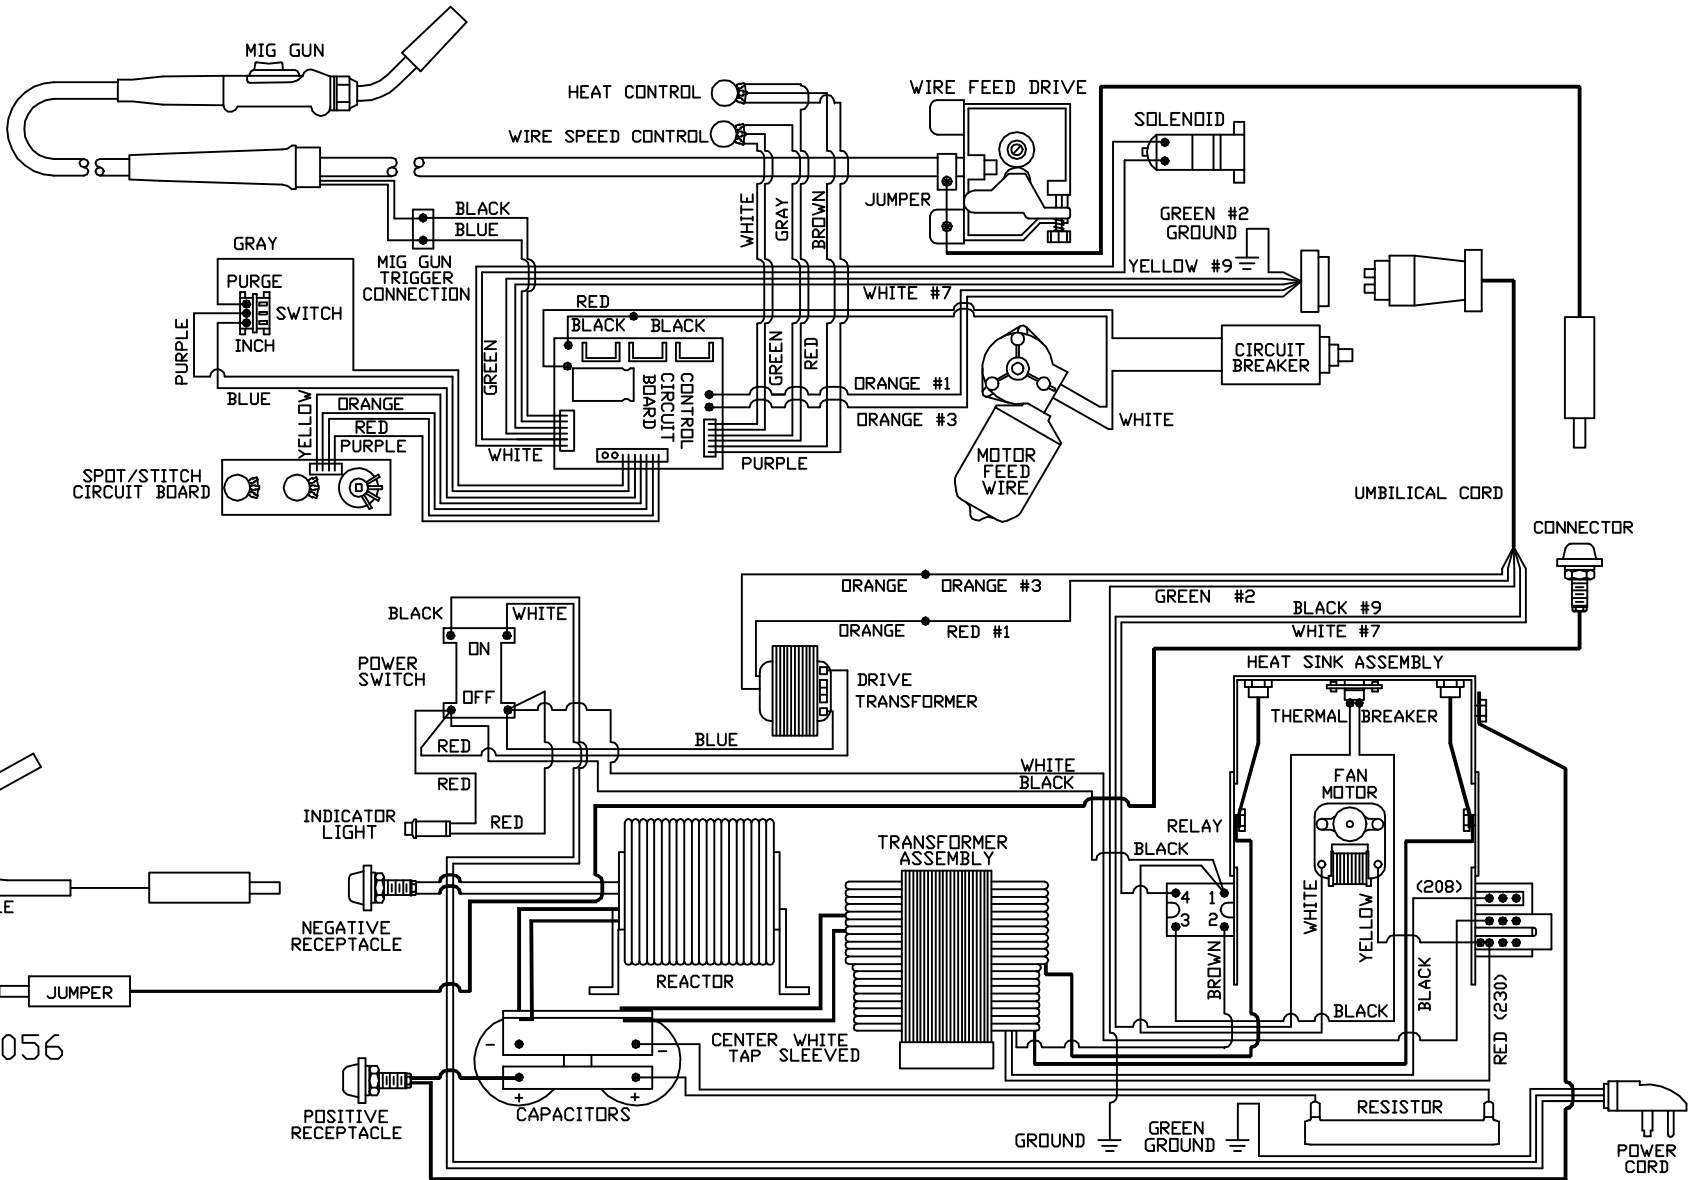 MIG GUN
HEAT CONTROL
WIRE SPEED CONTROL
WIRE FEED DRIVE
SOLENOID
JUMPER
BLACK
BLUE
WHITE
GRAY
BROWN
GREEN #2
GROUND
GRAY
MIG GUN
TRIGGER
CONNECTION
YELLOW #9
WHITE #7
PURGE
SWITCH
INCH
PURPLE
BLUE
RED
BLACK
BLACK
GREEN
GREEN
RED
CONTROL
CIRCUIT
BOARD
CIRCUIT
BREAKER
ORANGE #1
ORANGE #3
WHITE
YELLOW
ORANGE
RED
PURPLE
WHITE
PURPLE
MOTOR
FEED
WIRE
SPOT/STITCH
CIRCUIT BOARD
UMBILICAL CORD
CONNECTOR
ORANGE
ORANGE #3
GREEN #2
BLACK #9
ORANGE
RED #1
WHITE #7
BLACK
WHITE
ON
POWER
SWITCH
OFF
DRIVE
TRANSFORMER
HEAT SINK ASSEMBLY
THERMAL BREAKER
RED
BLUE
WHITE
BLACK
RED
FAN
MOTOR
INDICATOR
LIGHT
RED
RELAY
BLACK
TRANSFORMER
ASSEMBLY
4
1
3
2
WHITE
YELLOW
(208)
LE
NEGATIVE
RECEPTACLE
REACTOR
BROWN
BLACK
RED (230)
JUMPER
BLACK
056
CENTER WHITE
TAP SLEEVED
-
-
+
+
CAPACITORS
POSITIVE
RECEPTACLE
GROUND
GREEN
GROUND
RESISTOR
POWER
CORD